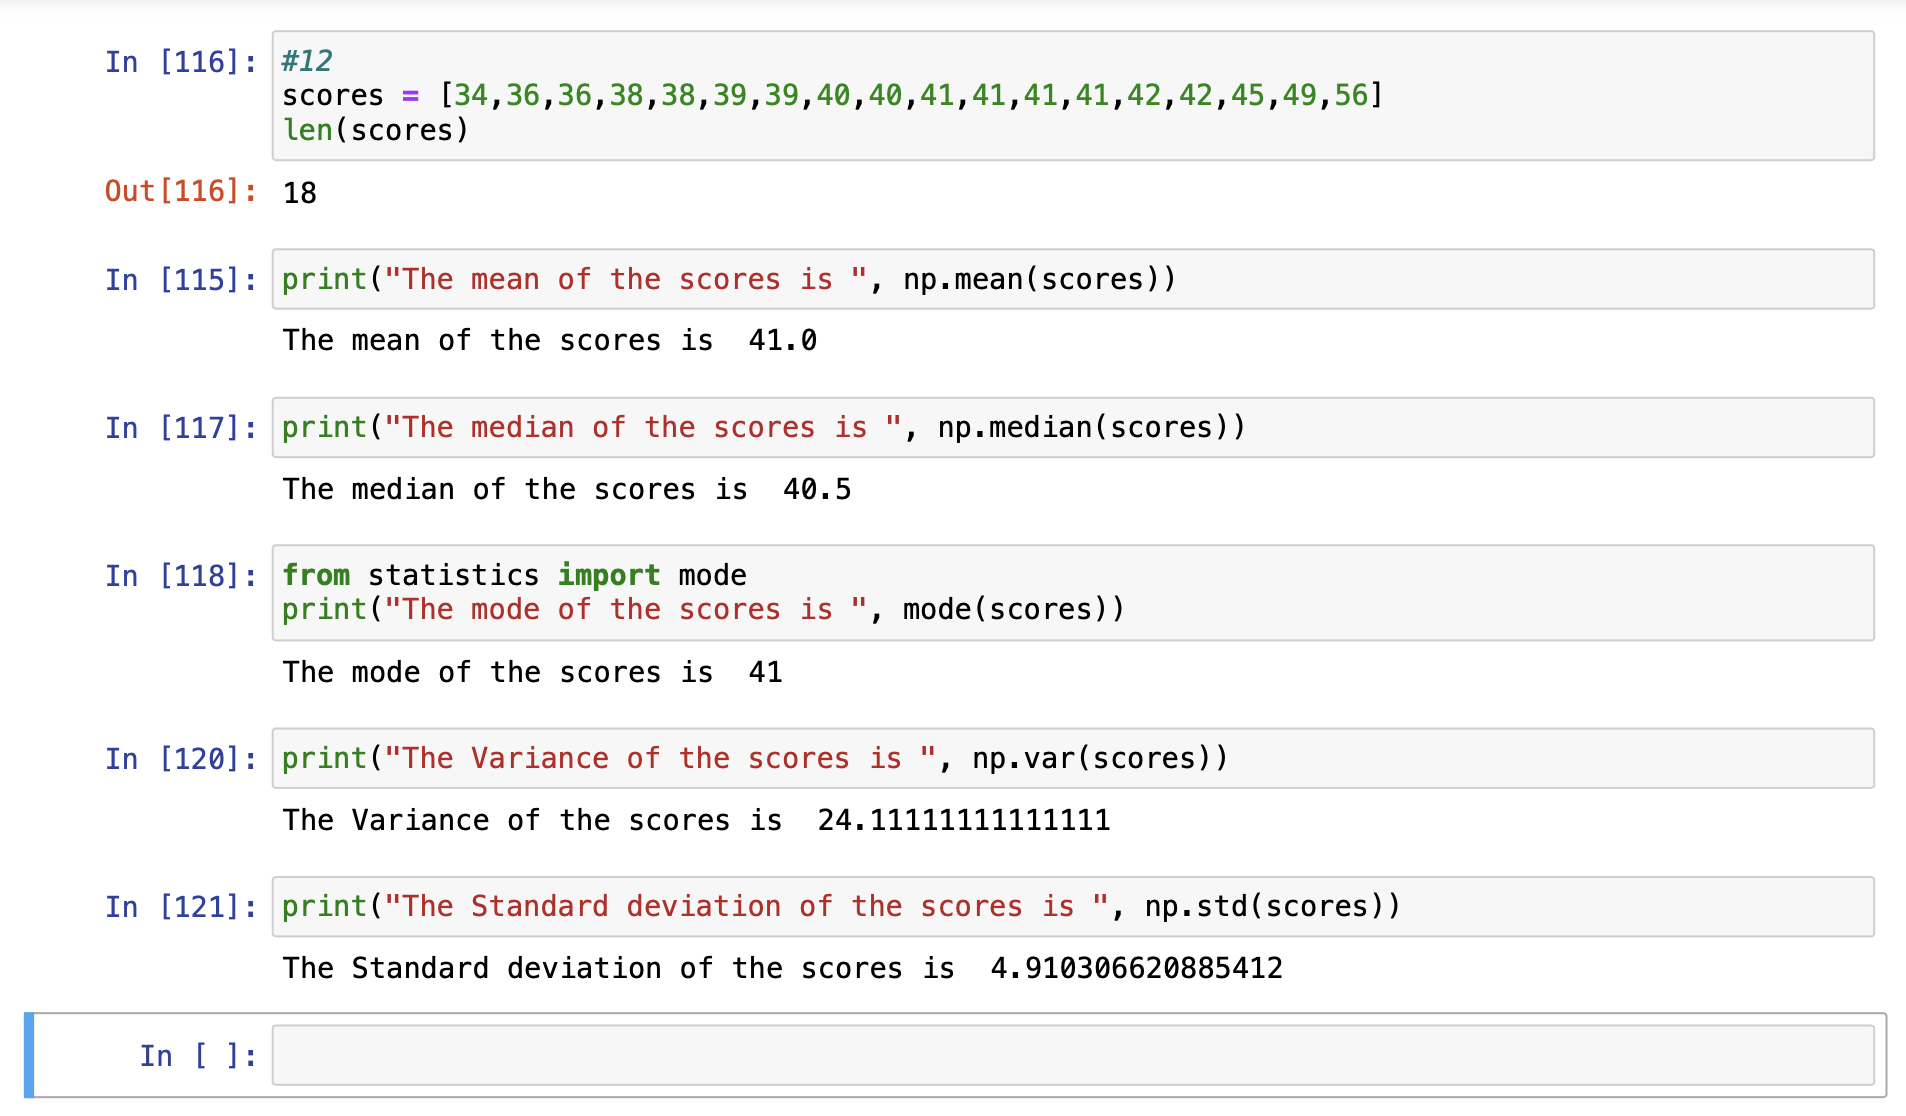 In [116]: #12
scores = [34,36,36,38,38,39,39,40,40,41,41,41,41,42,42,45,49,56]
len(scores)
Out[116]: 18
In [115]: print("The mean of the scores is ", np.mean(scores))
The mean of the scores is  41.0
In [117]: print("The median of the scores is ", np.median(scores))
The median of the scores is  40.5
In [118]: from statistics import mode
print("The mode of the scores is ", mode(scores))
The mode of the scores is  41
In [120]: print("The Variance of the scores is ", np.var(scores))
The Variance of the scores is  24.11111111111111
In [121]: print("The Standard deviation of the scores is ", np.std(scores))
The Standard deviation of the scores is  4.910306620885412
In [ ]: